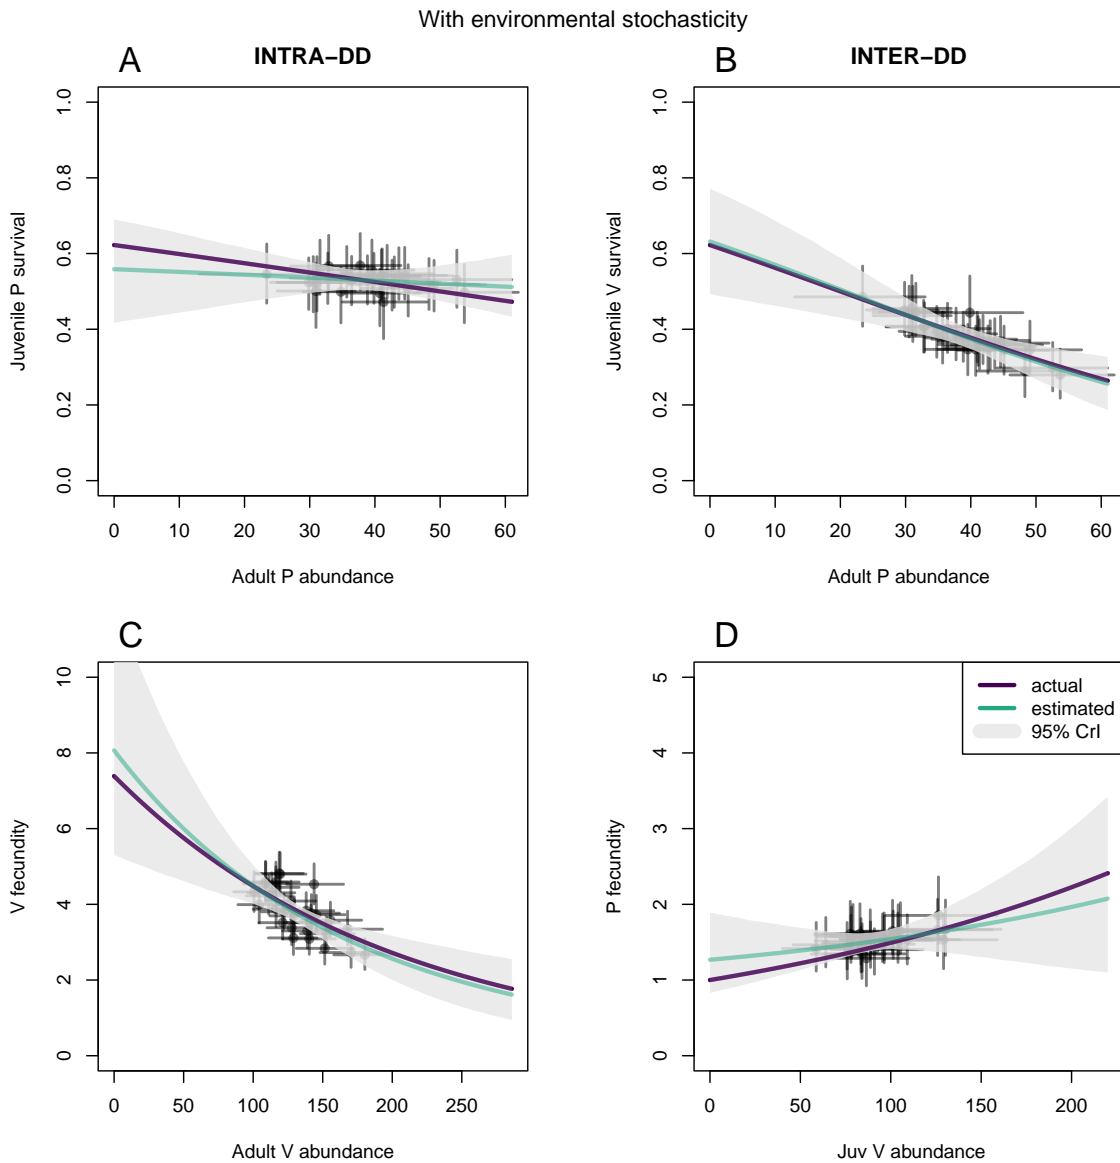 With environmental stochasticity
A
INTRA−DD
B
INTER−DD
Juvenile P survival
1.0
0.8
0.6
0.4
0.2
0.0
0 10 20 30 40 50 60
Adult P abundance
Juvenile V survival
1.0
0.8
0.6
0.4
0.2
0.0
0 10 20 30 40 50 60
Adult P abundance
C
D
V fecundity
10
8
6
4
2
0
0 50 100 150 200 250
Adult V abundance
P fecundity
5
4
3
2
1
0
0 50 100 150 200
Juv V abundance
actual
estimated
95% CrI